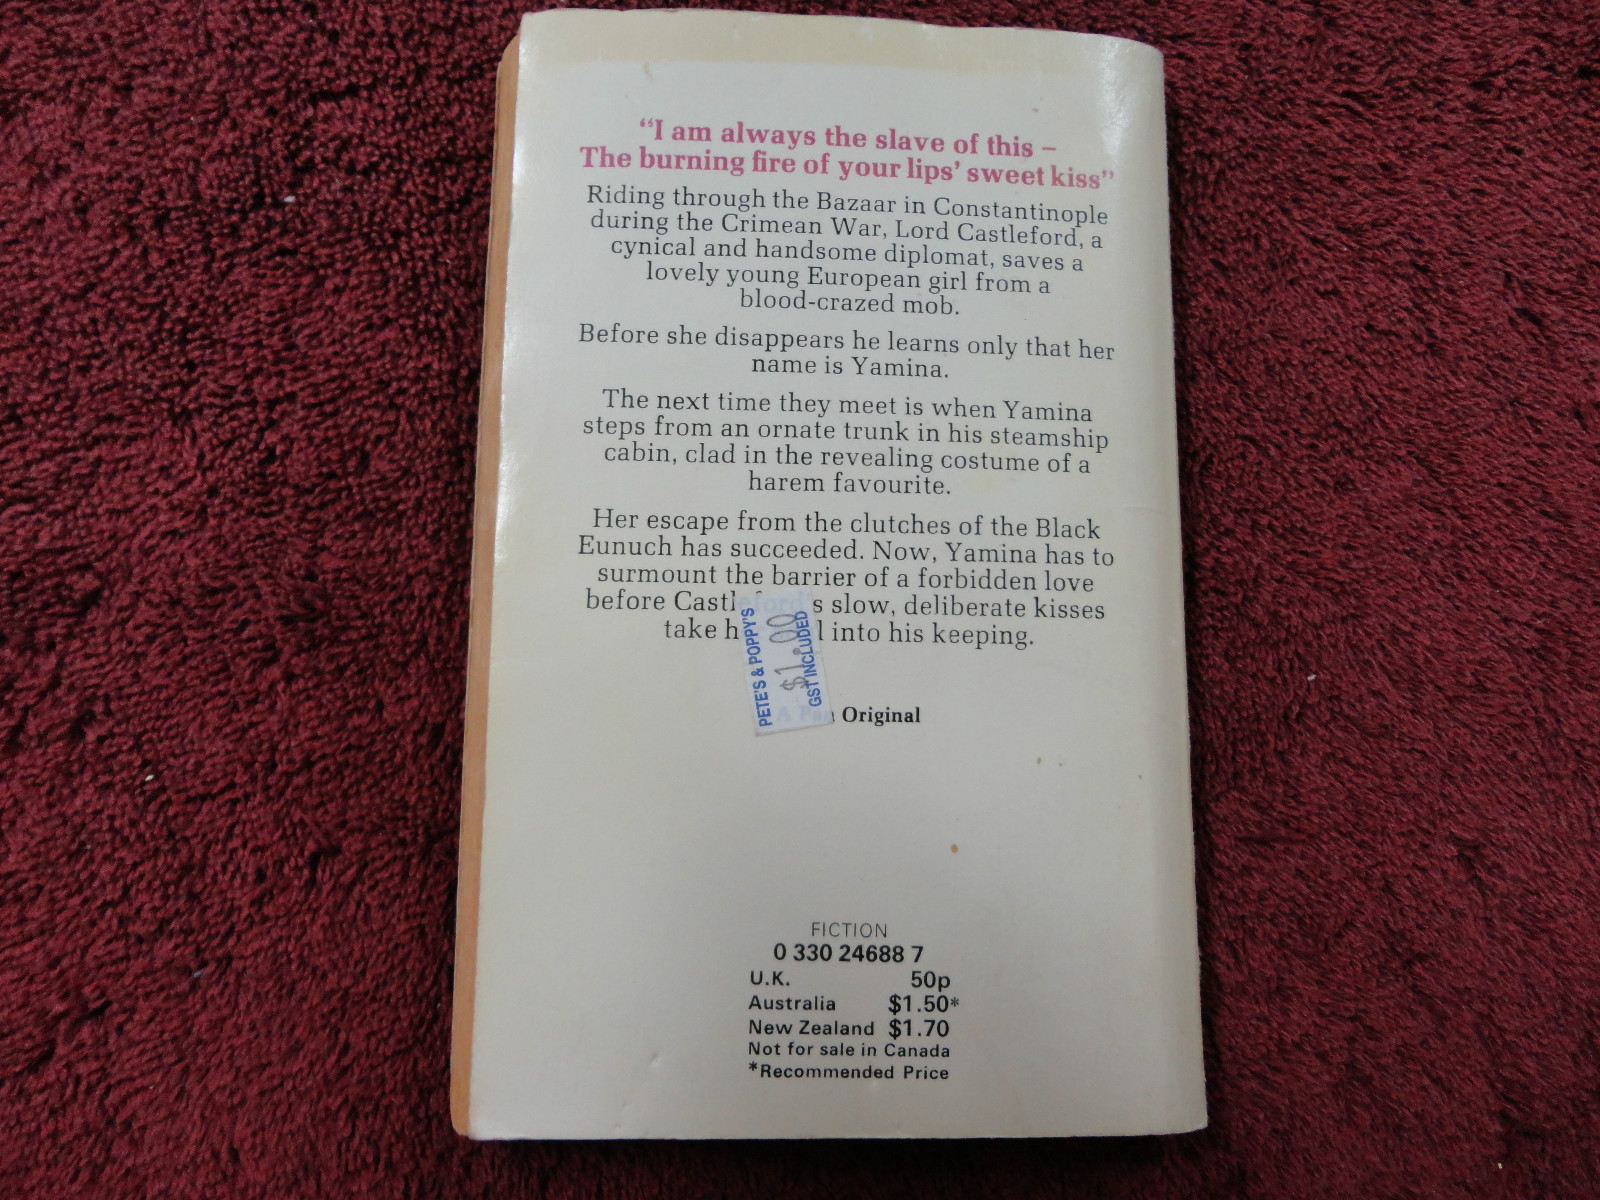 "I am always the slave of this –
The burning fire of your lips' sweet kiss"
Riding through the Bazaar in Constantinople
during the Crimean War, Lord Castleford, a
cynical and handsome diplomat, saves a
lovely young European girl from a
blood-crazed mob.
Before she disappears he learns only that her
name is Yamina.
The next time they meet is when Yamina
steps from an ornate trunk in his steamship
cabin, clad in the revealing costume of a
harem favourite.
Her escape from the clutches of the Black
Eunuch has succeeded. Now, Yamina has to
surmount the barrier of a forbidden love
before Castleford's slow, deliberate kisses
take into his keeping.
PETE'S & POPPY'S
$1.00
GST INCLUDED
A Pan Original
FICTION
0 330 24688 7
U.K. 50p
Australia $1.50*
New Zealand $1.70
Not for sale in Canada
*Recommended Price